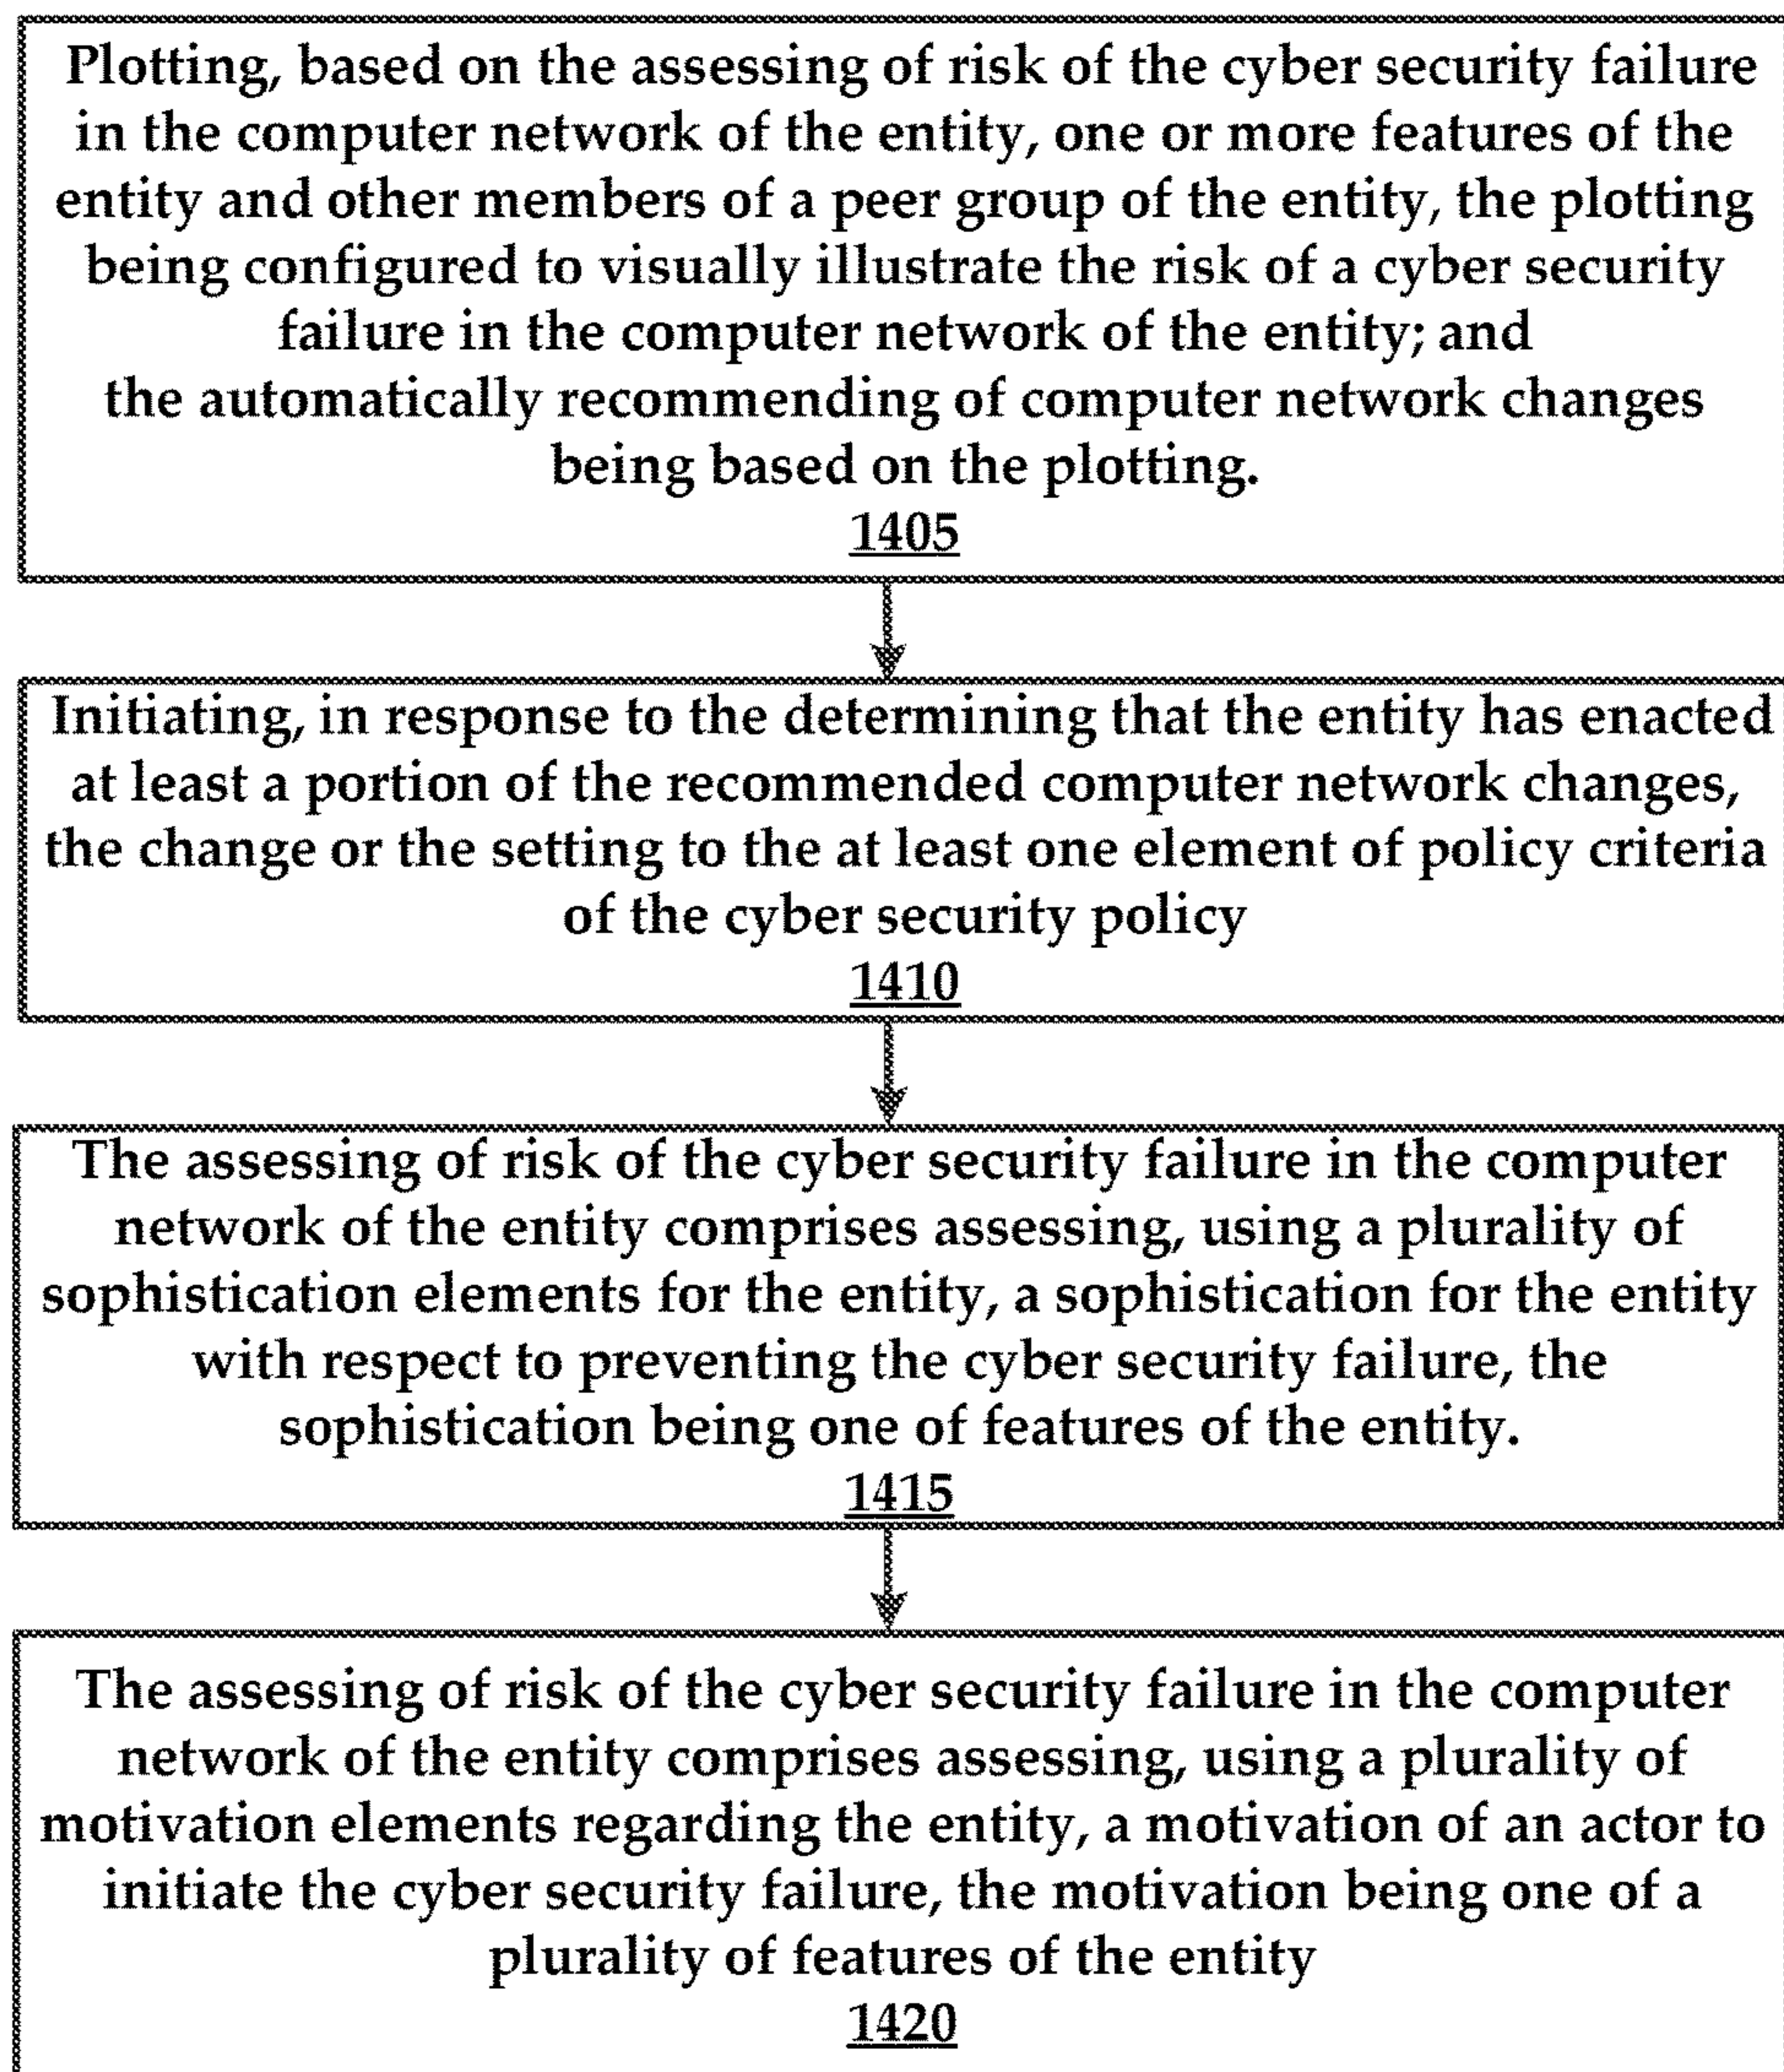 Plotting, based on the assessing of risk of the cyber security failure
in the computer network of the entity, one or more features of the
entity and other members of a peer group of the entity, the plotting
being configured to visually illustrate the risk of a cyber security
failure in the computer network of the entity; and
the automatically recommending of computer network changes
being based on the plotting.
1405
Initiating, in response to the determining that the entity has enacted
at least a portion of the recommended computer network changes,
the change or the setting to the at least one element of policy criteria
of the cyber security policy
1410
The assessing of risk of the cyber security failure in the computer
network of the entity comprises assessing, using a plurality of
sophistication elements for the entity, a sophistication for the entity
with respect to preventing the cyber security failure, the
sophistication being one of features of the entity.
1415
The assessing of risk of the cyber security failure in the computer
network of the entity comprises assessing, using a plurality of
motivation elements regarding the entity, a motivation of an actor to
initiate the cyber security failure, the motivation being one of a
plurality of features of the entity
1420